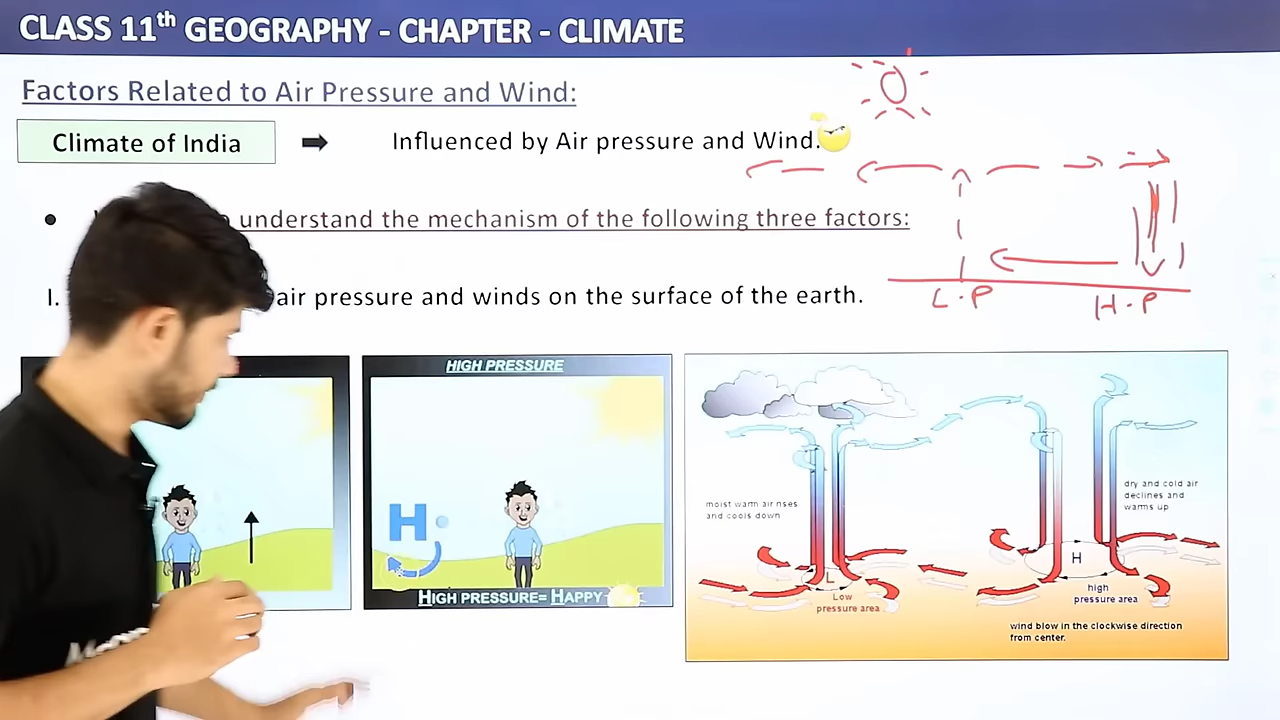 CLASS 11th GEOGRAPHY - CHAPTER - CLIMATE
Factors Related to Air Pressure and Wind:
Climate of India
Influenced by Air pressure and Wind.
understand the mechanism of the following three factors:
I.
air pressure and winds on the surface of the earth.
L.P
H.P
HIGH PRESSURE
H
HIGH PRESSURE= HAPPY
moist warm air rises
and cools down
dry and cold air
declines and
warms up
L
Low
pressure area
H
high
pressure area
wind blow in the clockwise direction
from center.